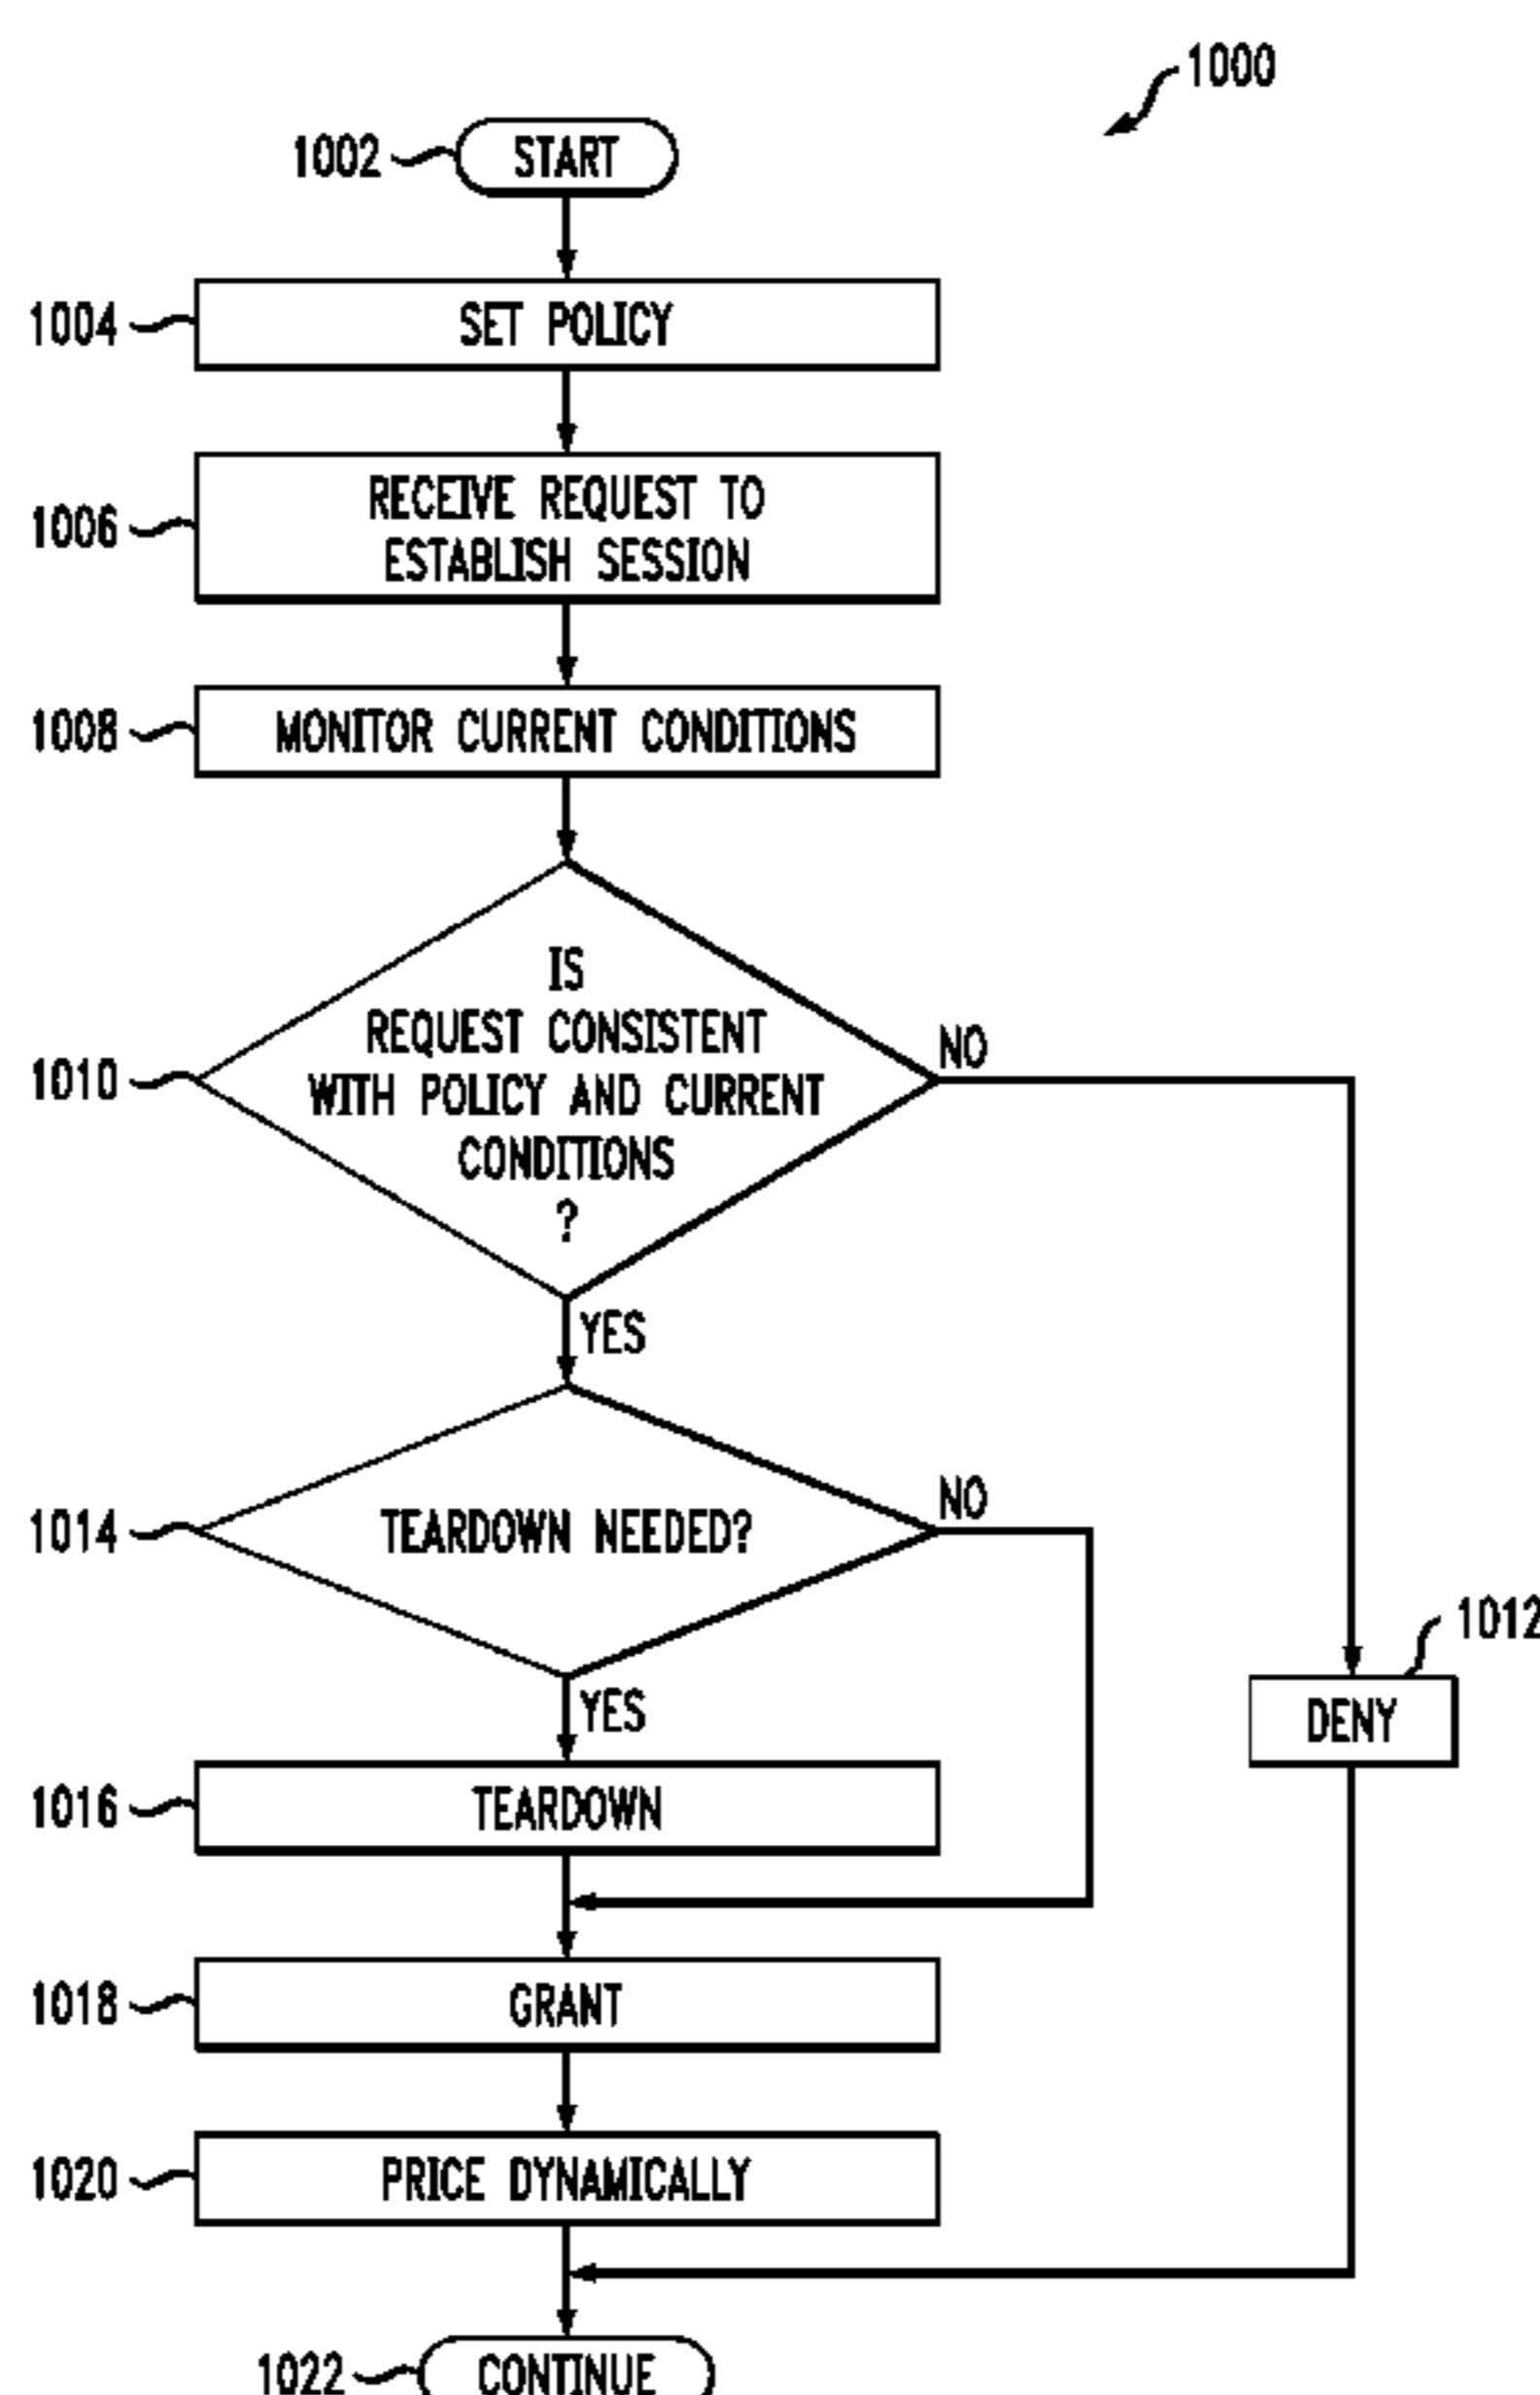 1000
1002 START
1004 SET POLICY
1006 RECEIVE REQUEST TO
ESTABLISH SESSION
1008 MONITOR CURRENT CONDITIONS
IS
REQUEST CONSISTENT
WITH POLICY AND CURRENT
CONDITIONS
?
1010
NO
YES
1014 TEARDOWN NEEDED?
NO
YES
1012
DENY
1016 TEARDOWN
1018 GRANT
1020 PRICE DYNAMICALLY
1022 CONTINUE